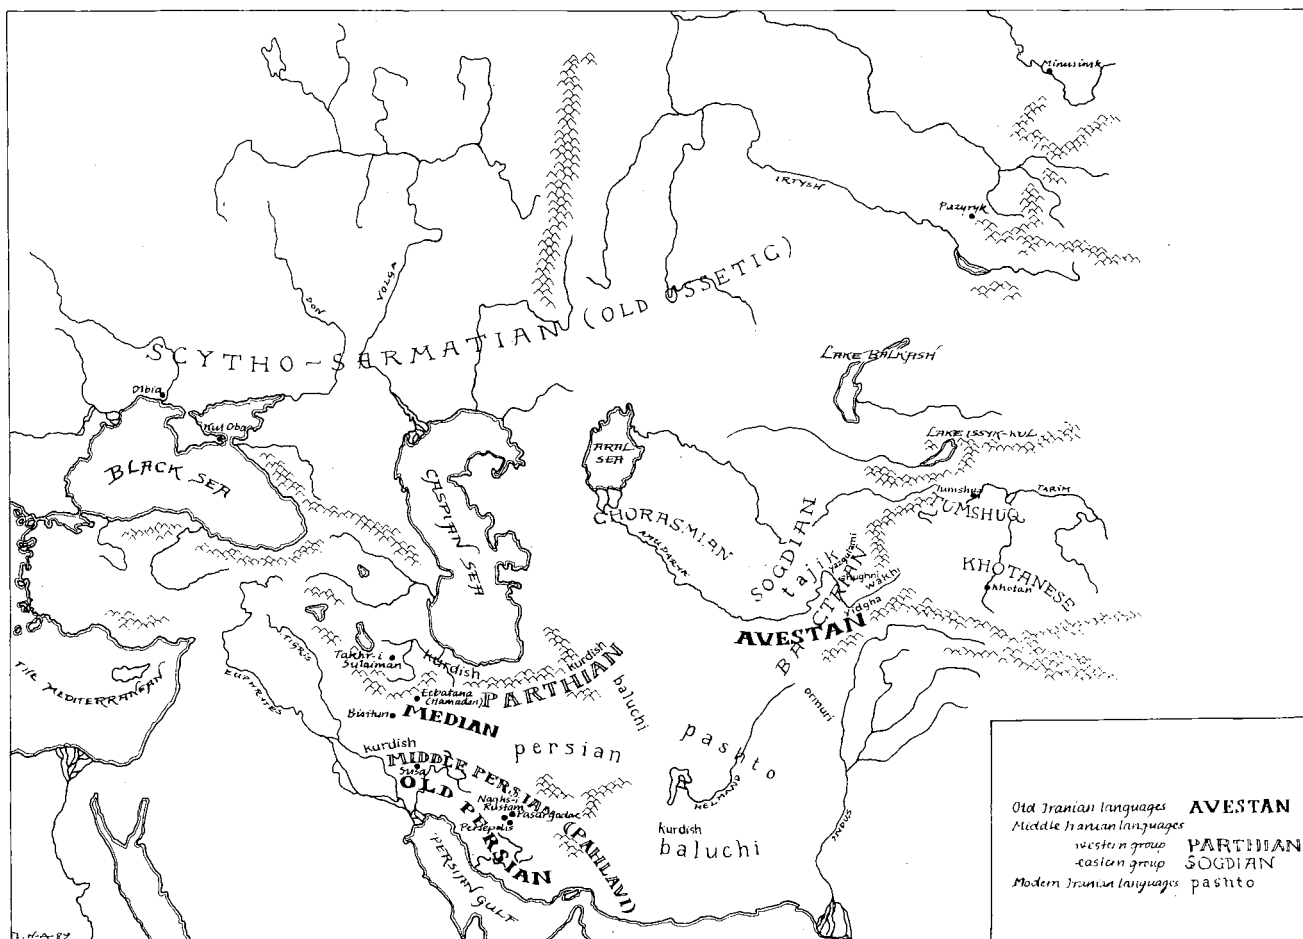 Minusinsk
IRTYSH
Pazyryk
VOLGA
DON
SCYTHO-SARMATIAN (OLD OSSETIC)
LAKE BALKASH
Olbia
Kul Oba
LAKE ISSYK-KUL
BLACK SEA
ARAL
SEA
CASPIAN SEA
Tumshuq
TARIM
TUMSHUQ
CHORASMIAN
AMU DARYA
SOGDIAN
tajik
yazgulami
shughni
wakhi
yidgha
BACTRIAN
KHOTANESE
Khotan
AVESTAN
TIGRIS
EUPHRATES
THE MEDITERRANEAN
Takht-i
Sulaiman
kurdish
kurdish
PARTHIAN
Ecbatana
(Hamadan)
Bisitun
MEDIAN
baluchi
ormuri
pashto
persian
kurdish
MIDDLE PERSIAN (PAHLAVI)
Susa
OLD PERSIAN
Naghs-i
Rustam
Pasargadae
Persepolis
HELMAND
INDUS
kurdish
baluchi
PERSIAN GULF
Old Iranian languages AVESTAN
Middle Iranian languages
western group PARTHIAN
eastern group SOGDIAN
Modern Iranian languages pashto